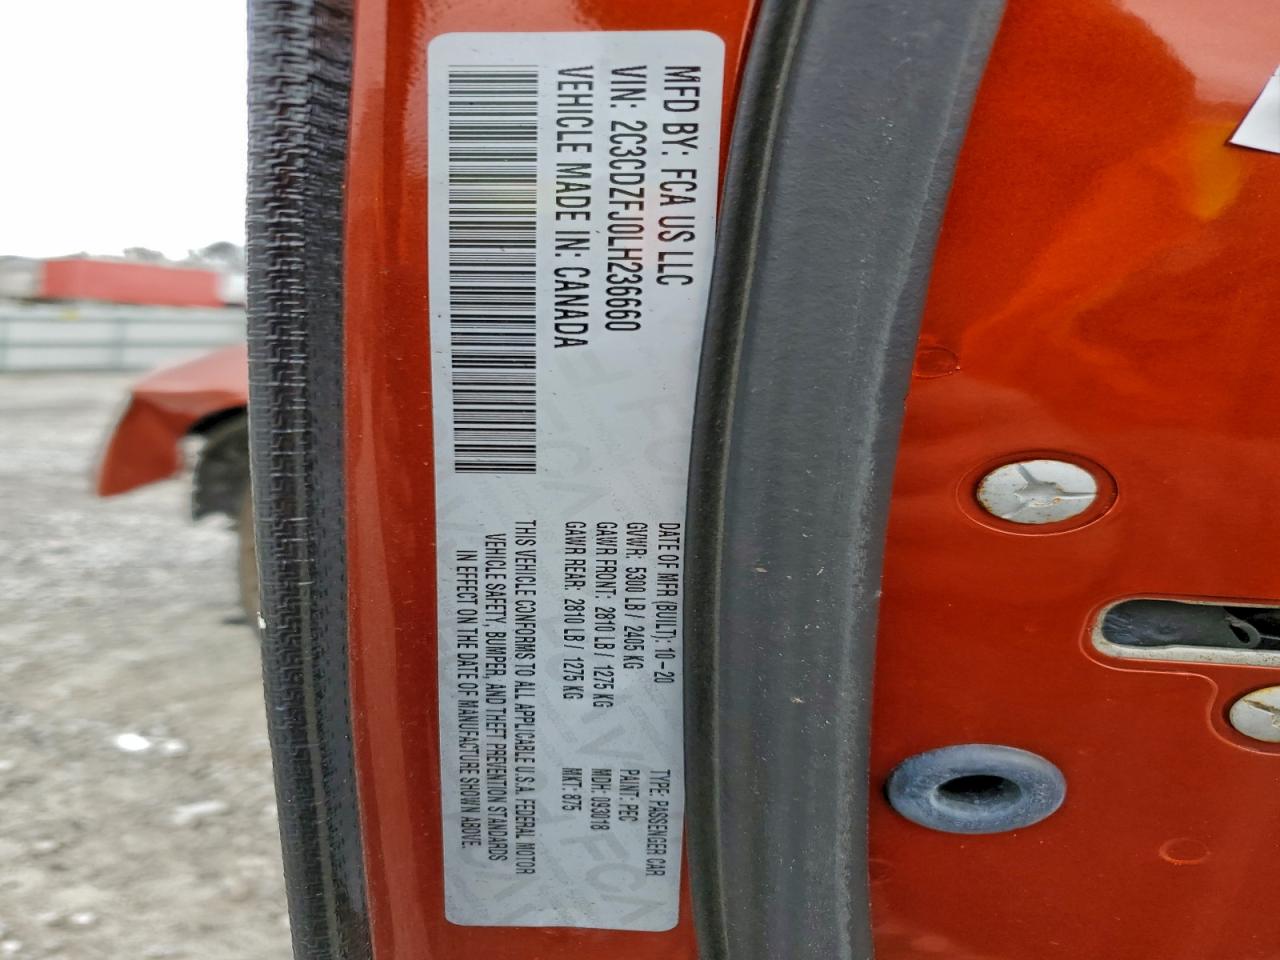 MFD BY: FCA US LLC
VIN: 2C3CDZFJ0LH236660
VEHICLE MADE IN: CANADA
DATE OF MFR (BUILT): 10-20
GVWR: 5300 LB / 2405 KG
GAWR FRONT: 2810 LB / 1275 KG
GAWR REAR: 2810 LB / 1275 KG
TYPE: PASSENGER CAR
PAINT: PEC
MDH: 093018
MKT: 875
THIS VEHICLE CONFORMS TO ALL APPLICABLE U.S.A. FEDERAL MOTOR
VEHICLE SAFETY, BUMPER, AND THEFT PREVENTION STANDARDS
IN EFFECT ON THE DATE OF MANUFACTURE SHOWN ABOVE.